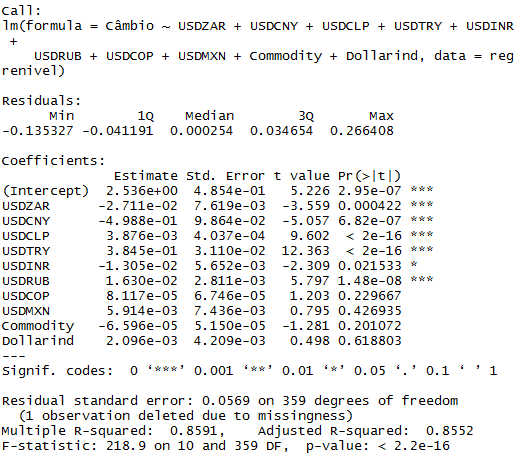 Call:
lm(formula = Câmbio ~ USDZAR + USDCNY + USDCLP + USDTRY + USDINR
+
    USDRUB + USDCOP + USDMXN + Commodity + Dollarind, data = reg
renivel)
Residuals:
      Min        1Q    Median        3Q       Max
-0.135327 -0.041191  0.000254  0.034654  0.266408
Coefficients:
              Estimate Std. Error t value Pr(>|t|)
(Intercept)  2.536e+00  4.854e-01   5.226 2.95e-07 ***
USDZAR      -2.711e-02  7.619e-03  -3.559 0.000422 ***
USDCNY      -4.988e-01  9.864e-02  -5.057 6.82e-07 ***
USDCLP       3.876e-03  4.037e-04   9.602  < 2e-16 ***
USDTRY       3.845e-01  3.110e-02  12.363  < 2e-16 ***
USDINR      -1.305e-02  5.652e-03  -2.309 0.021533 *
USDRUB       1.630e-02  2.811e-03   5.797 1.48e-08 ***
USDCOP       8.117e-05  6.746e-05   1.203 0.229667
USDMXN       5.914e-03  7.436e-03   0.795 0.426935
Commodity   -6.596e-05  5.150e-05  -1.281 0.201072
Dollarind    2.096e-03  4.209e-03   0.498 0.618803
---
Signif. codes:  0 ‘***’ 0.001 ‘**’ 0.01 ‘*’ 0.05 ‘.’ 0.1 ‘ ’ 1
Residual standard error: 0.0569 on 359 degrees of freedom
  (1 observation deleted due to missingness)
Multiple R-squared:  0.8591,    Adjusted R-squared:  0.8552
F-statistic: 218.9 on 10 and 359 DF,  p-value: < 2.2e-16